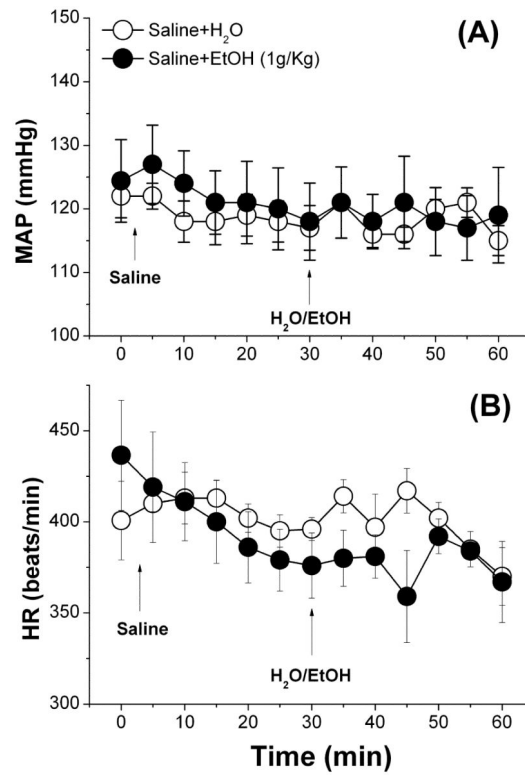 (A)
Saline+H₂O
Saline+EtOH (1g/Kg)
MAP (mmHg)
150
140
130
120
110
100
Saline
H₂O/EtOH
0 10 20 30 40 50 60
(B)
HR (beats/min)
450
400
350
300
Saline
H₂O/EtOH
0 10 20 30 40 50 60
Time (min)